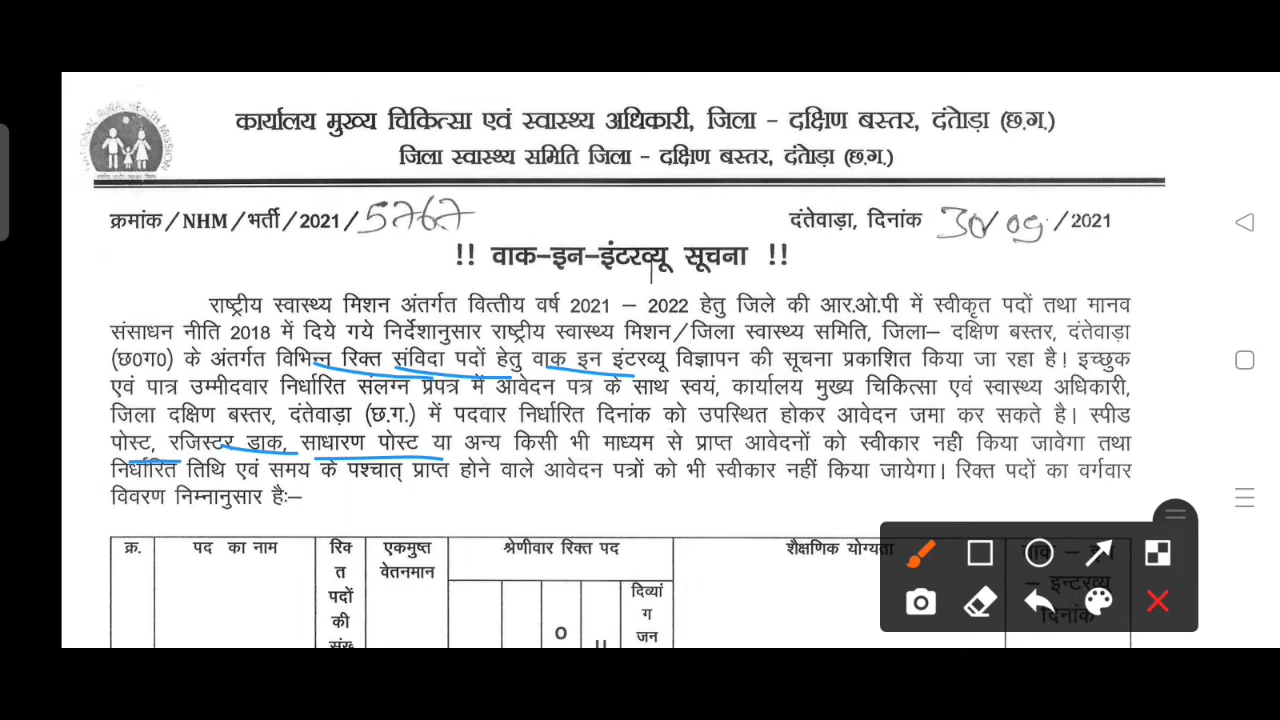 कार्यालय मुख्य चिकित्सा एवं स्वास्थ्य अधिकारी, जिला - दक्षिण बस्तर, दंतेाड़ा (छ.ग.)
जिला स्वास्थ्य समिति जिला - दक्षिण बस्तर, दंतेाड़ा (छ.ग.)
क्रमांक/NHM/भर्ती/2021/5767 दंतेवाड़ा, दिनांक 30/09/2021
!! वाक-इन-इंटरव्यू सूचना !!
राष्ट्रीय स्वास्थ्य मिशन अंतर्गत वित्तीय वर्ष 2021 – 2022 हेतु जिले की आर.ओ.पी में स्वीकृत पदों तथा मानव
संसाधन नीति 2018 में दिये गये निर्देशानुसार राष्ट्रीय स्वास्थ्य मिशन/जिला स्वास्थ्य समिति, जिला– दक्षिण बस्तर, दंतेवाड़ा
(छ0ग0) के अंतर्गत विभिन्न रिक्त संविदा पदों हेतु वाक इन इंटरव्यू विज्ञापन की सूचना प्रकाशित किया जा रहा है। इच्छुक
एवं पात्र उम्मीदवार निर्धारित संलग्न प्रपत्र में आवेदन पत्र के साथ स्वयं, कार्यालय मुख्य चिकित्सा एवं स्वास्थ्य अधिकारी,
जिला दक्षिण बस्तर, दंतेवाड़ा (छ.ग.) में पदवार निर्धारित दिनांक को उपस्थित होकर आवेदन जमा कर सकते है। स्पीड
पोस्ट, रजिस्टर डाक, साधारण पोस्ट या अन्य किसी भी माध्यम से प्राप्त आवेदनों को स्वीकार नही किया जावेगा तथा
निर्धारित तिथि एवं समय के पश्चात् प्राप्त होने वाले आवेदन पत्रों को भी स्वीकार नहीं किया जायेगा। रिक्त पदों का वर्गवार
विवरण निम्नानुसार हैः–
क्र. पद का नाम रिक्त पदों की संख एकमुष्त वेतनमान श्रेणीवार रिक्त पद शैक्षणिक योग्यता वाक – इन – इन्टरव्यू दिनांक
दिव्यांग जन